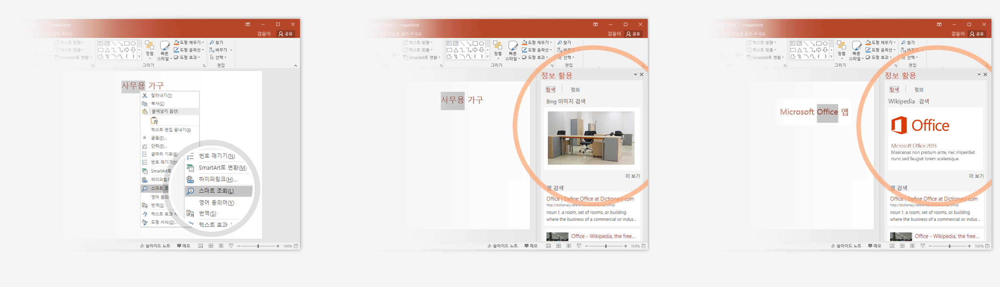 테이션1 - PowerPoint
작업을 알려 주세요.
강윤아
공유
텍스트 방향
텍스트 맞춤
SmartArt로 변환
정렬
빠른
스타일
도형 채우기
도형 윤곽선
도형 효과
그리기
찾기
바꾸기
선택
편집
사무용 가구
잘라내기(T)
복사(C)
붙여넣기 옵션:
가
텍스트 편집 끝내기(X)
가 글꼴(F)...
단락(P)...
글머리 기호(B)
번호 매기기(N)
SmartArt로
하이퍼링크
스마트 조
영어 동의
번역(S)
텍스트 효과 서
도형 서식(O)...
번호 매기기(N)
SmartArt로 변환(M)
하이퍼링크(H)...
스마트 조회(L)
영어 동의어(Y)
번역(S)
텍스트 효과
슬라이드 노트
메모
100%
테이션1 - PowerPoint
작업을 알려 주세요.
강윤아
공유
텍스트 방향
텍스트 맞춤
SmartArt로 변환
단락
정렬
빠른
스타일
도형 채우기
도형 윤곽선
도형 효과
그리기
찾기
바꾸기
선택
편집
사무용 가구
정보 활용
탐색
정의
Bing 이미지 검색
더 보기
웹 검색
Office | Define Office at Dictionary.com
http://dictionary.reference.com/browse/office
noun 1. a room, set of rooms, or building
where the business of a commercial or indus...
Office - Wikipedia, the free...
슬라이드 노트
메모
100%
테이션1 - PowerPoint
작업을 알려 주세요.
강윤아
공유
텍스트 방향
텍스트 맞춤
SmartArt로 변환
단락
정렬
빠른
스타일
도형 채우기
도형 윤곽선
도형 효과
그리기
찾기
바꾸기
선택
편집
Microsoft Office 앱
정보 활용
탐색
정의
Wikipedia 검색
Office
Microsoft Office 2013
Maecenas non pretium ante, nec imperdiet
nunc sed feugiat lorem scelerisque.
더 보기
웹 검색
Office | Define Office at Dictionary.com
http://dictionary.reference.com/browse/office
noun 1. a room, set of rooms, or building
where the business of a commercial or indus...
Office - Wikipedia, the free...
슬라이드 노트
메모
100%